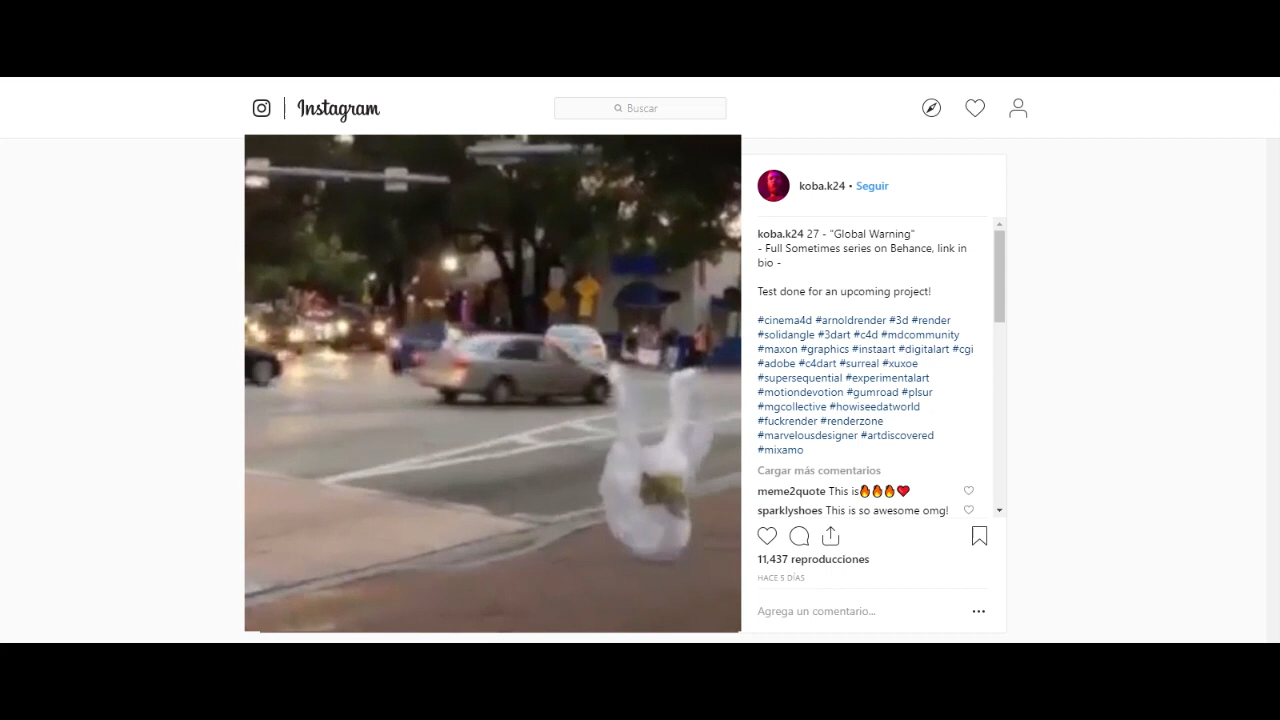 Instagram
Buscar
koba.k24 • Seguir
koba.k24 27 - "Global Warning"
- Full Sometimes series on Behance, link in
bio -
Test done for an upcoming project!
#cinema4d #arnoldrender #3d #render
#solidangle #3dart #c4d #mdcommunity
#maxon #graphics #instaart #digitalart #cgi
#adobe #c4dart #surreal #xuxoe
#supersequential #experimentalart
#motiondevotion #gumroad #plsur
#mgcollective #howiseedatworld
#fuckrender #renderzone
#marvelousdesigner #artdiscovered
#mixamo
Cargar más comentarios
meme2quote This is🔥🔥🔥❤️
sparklyshoes This is so awesome omg!
11,437 reproducciones
HACE 5 DÍAS
Agrega un comentario...